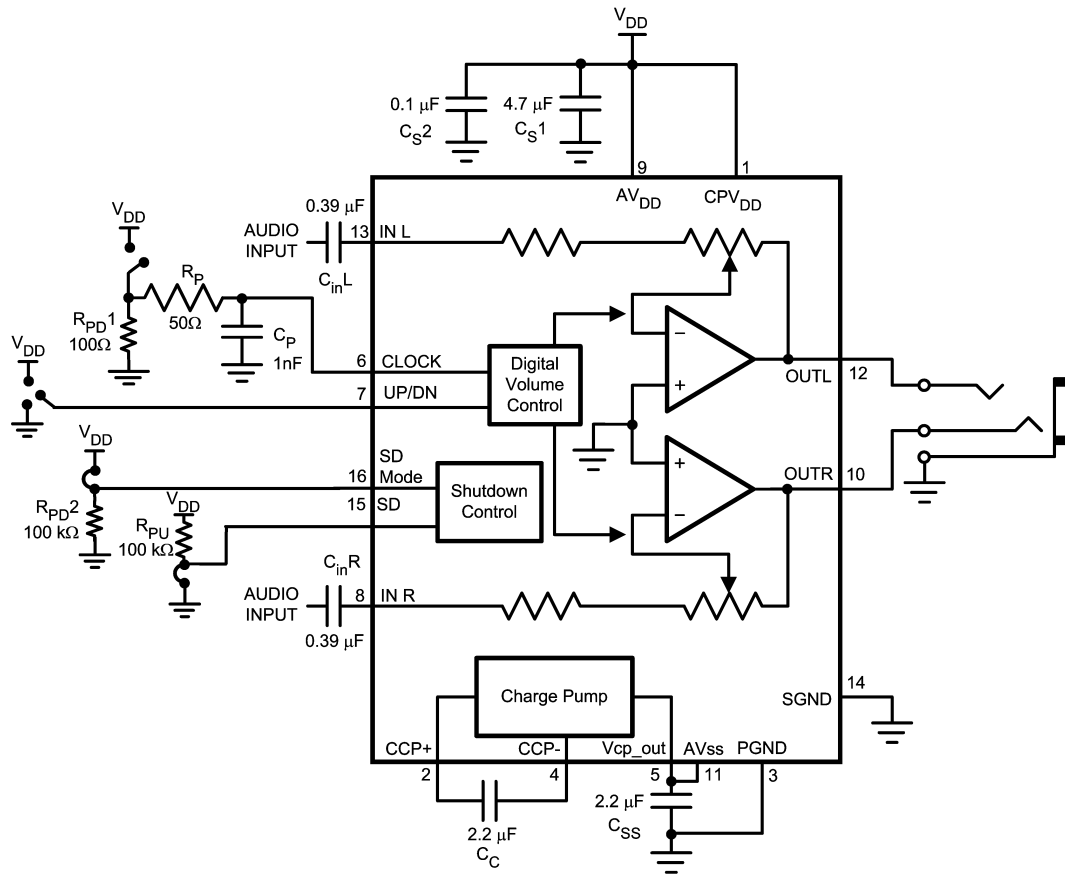 VDD
0.1 µF
CS2
4.7 µF
CS1
9
1
AVDD
CPVDD
0.39 µF
AUDIO
INPUT
13
IN L
CinL
VDD
RP
50Ω
RPD1
100Ω
CP
1nF
VDD
6
CLOCK
7
UP/DN
Digital
Volume
Control
−
+
OUTL
12
VDD
SD
16
Mode
15
SD
Shutdown
Control
RPD2
100 kΩ
VDD
RPU
100 kΩ
+
−
OUTR
10
CinR
AUDIO
INPUT
8
IN R
0.39 µF
Charge Pump
SGND
14
CCP+
CCP-
Vcp_out
AVss
PGND
2
4
5
11
3
2.2 µF
CC
2.2 µF
CSS